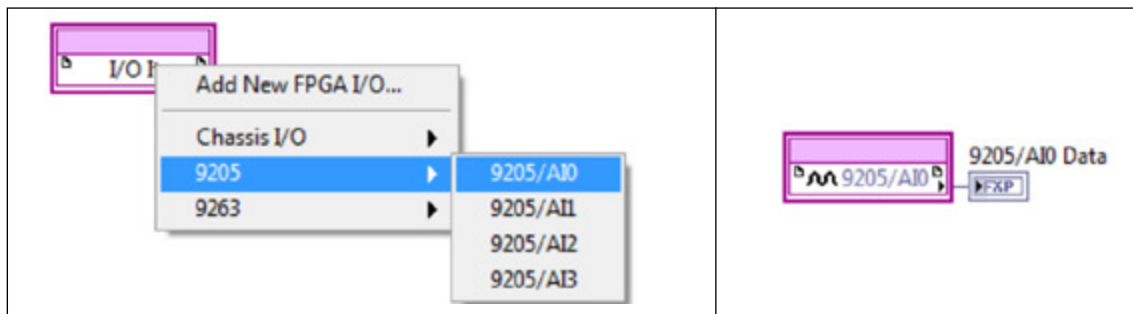 I/O
Add New FPGA I/O...
Chassis I/O
9205
9263
9205/AI0
9205/AI1
9205/AI2
9205/AI3
9205/AI0
9205/AI0 Data
FXP